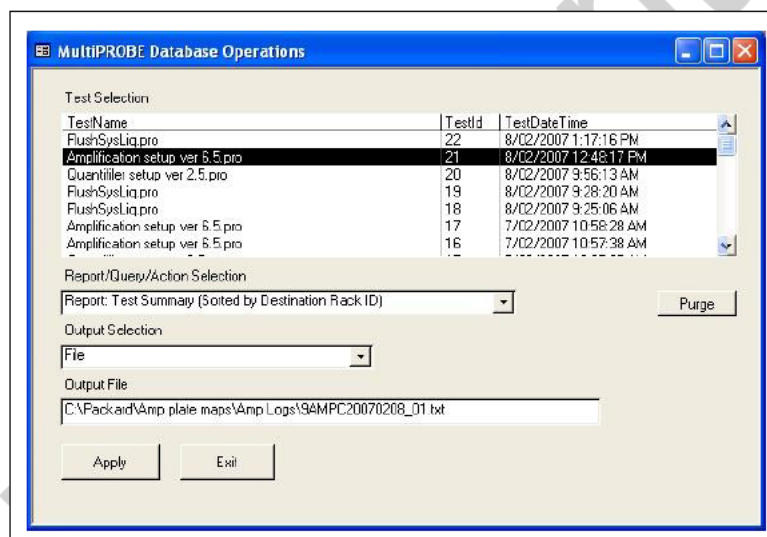 MultiPROBE Database Operations
Test Selection
TestName TestId TestDateTime
FlushSysLiq.pro 22 8/02/2007 1:17:16 PM
Amplification setup ver 6.5.pro 21 8/02/2007 12:48:17 PM
Quantifiler setup ver 2.5.pro 20 8/02/2007 9:56:13 AM
FlushSysLiq.pro 19 8/02/2007 9:28:20 AM
FlushSysLiq.pro 18 8/02/2007 9:25:06 AM
Amplification setup ver 6.5.pro 17 7/02/2007 10:58:28 AM
Amplification setup ver 6.5.pro 16 7/02/2007 10:57:38 AM
Report/Query/Action Selection
Report: Test Summary (Sorted by Destination Rack ID)
Purge
Output Selection
File
Output File
C:\Packard\Amp plate maps\Amp Logs\9AMPC20070208_01.txt
Apply Exit